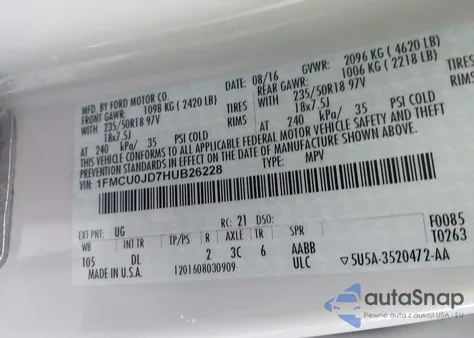 MFD. BY FORD MOTOR CO.
DATE: 08/16 GVWR: 2096 KG ( 4620 LB)
FRONT GAWR: 1098 KG ( 2420 LB) REAR GAWR: 1006 KG ( 2218 LB)
WITH 235/50R18 97V TIRES WITH 235/50R18 97V TIRES
18x7.5J RIMS 18x7.5J RIMS
AT 240 kPa/ 35 PSI COLD AT 240 kPa/ 35 PSI COLD
THIS VEHICLE CONFORMS TO ALL APPLICABLE FEDERAL MOTOR VEHICLE SAFETY AND THEFT
PREVENTION STANDARDS IN EFFECT ON THE DATE OF MANUFACTURE SHOWN ABOVE.
VIN: 1FMCU0JD7HUB26228 TYPE: MPV
EXT PNT: UG RC: 21 DSO: F0085
WB INT TR TP/PS R AXLE TR SPR T0263
105 DL 2 3C 6 AABB
MADE IN U.S.A. 1201608030909 ULC ▽5U5A-3520472-AA
autoSnap
Pewne auto z aukcji USA i EU